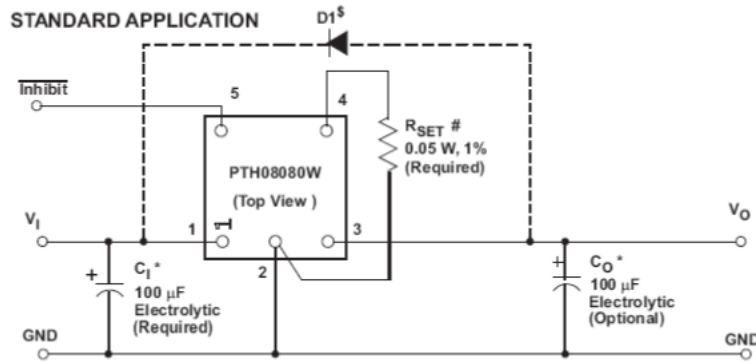 STANDARD APPLICATION
D1$
Inhibit
5
4
RSET #
0.05 W, 1%
(Required)
PTH08080W
(Top View )
VI
1
1
3
VO
2
+
CI*
100 µF
Electrolytic
(Required)
+
CO*
100 µF
Electrolytic
(Optional)
GND
GND